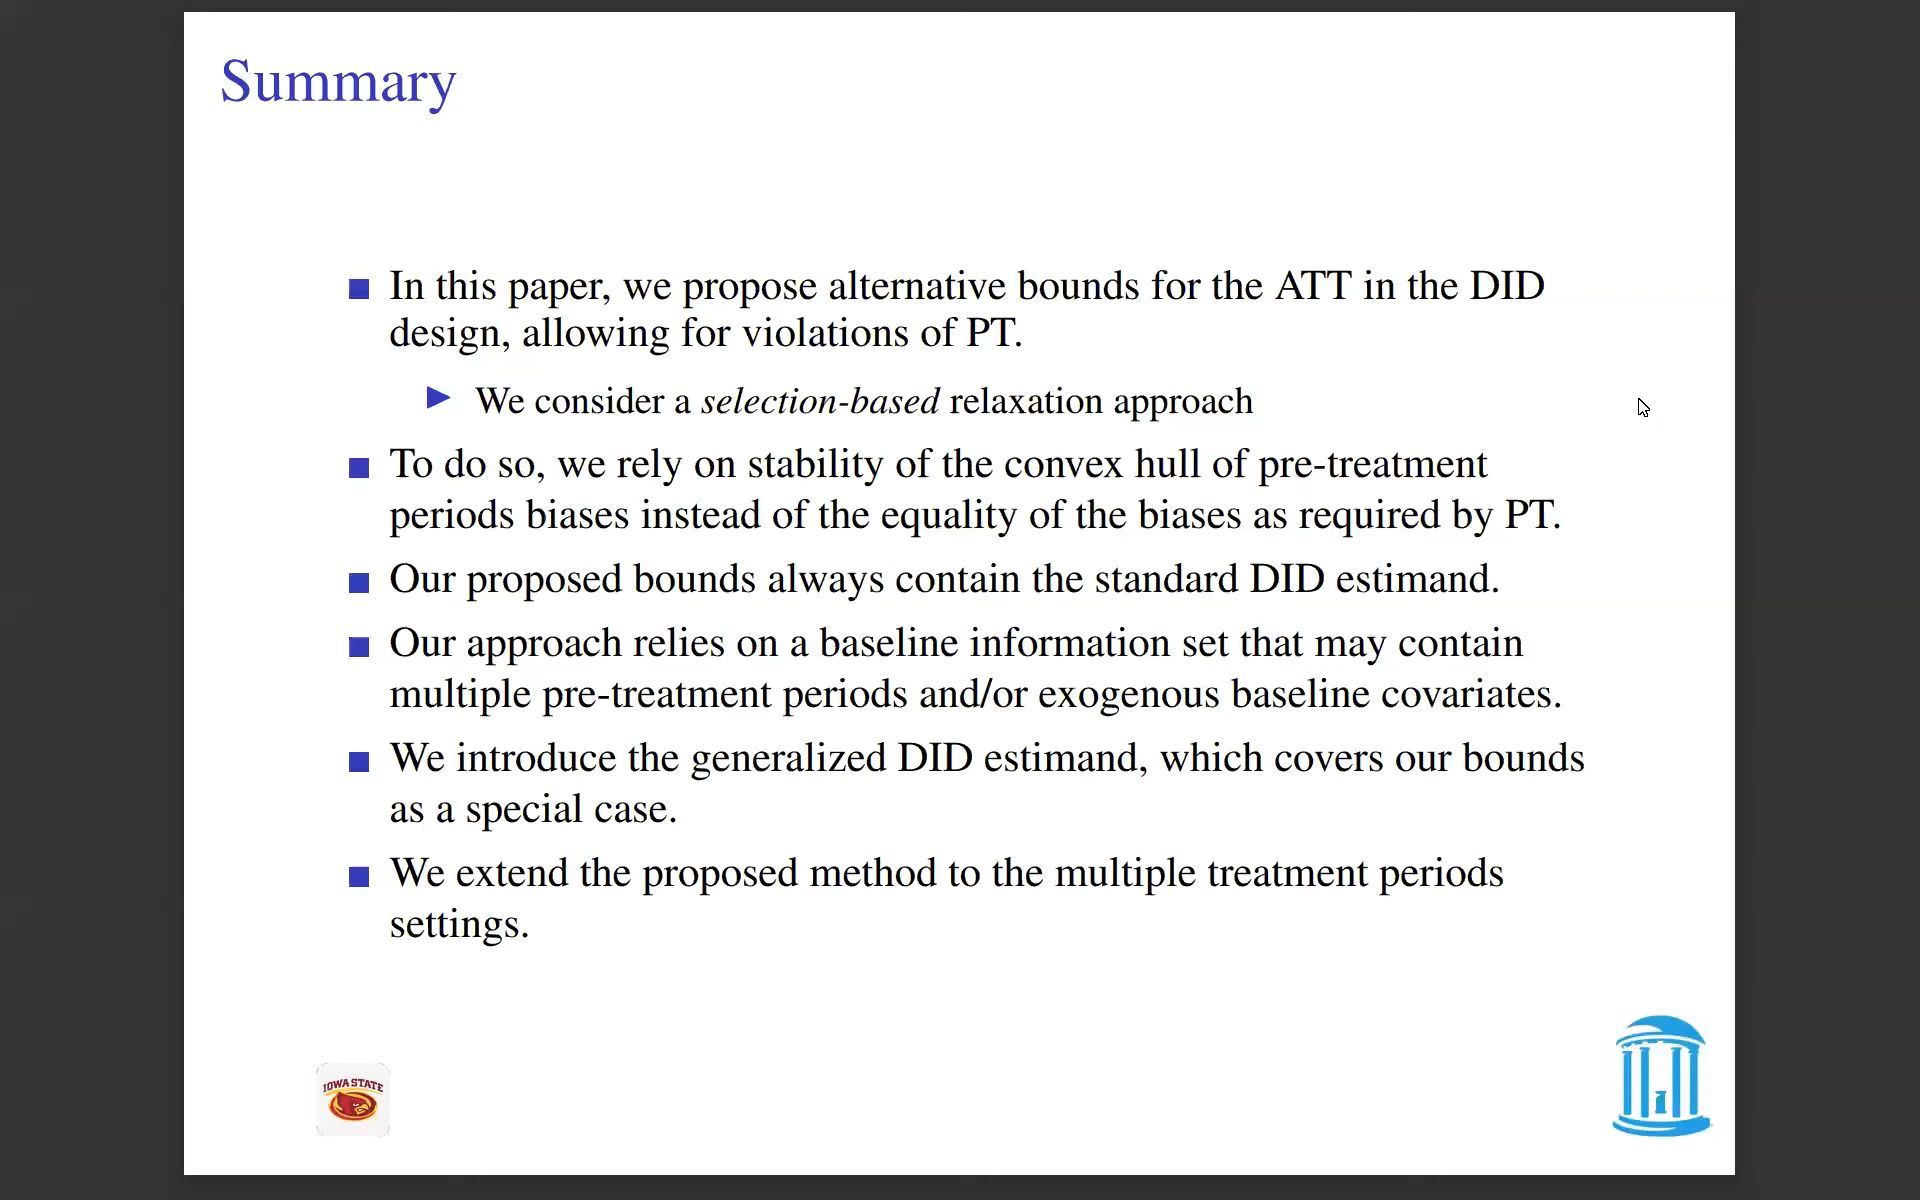 Summary
In this paper, we propose alternative bounds for the ATT in the DID
design, allowing for violations of PT.
We consider a selection-based relaxation approach
To do so, we rely on stability of the convex hull of pre-treatment
periods biases instead of the equality of the biases as required by PT.
Our proposed bounds always contain the standard DID estimand.
Our approach relies on a baseline information set that may contain
multiple pre-treatment periods and/or exogenous baseline covariates.
We introduce the generalized DID estimand, which covers our bounds
as a special case.
We extend the proposed method to the multiple treatment periods
settings.
IOWA STATE